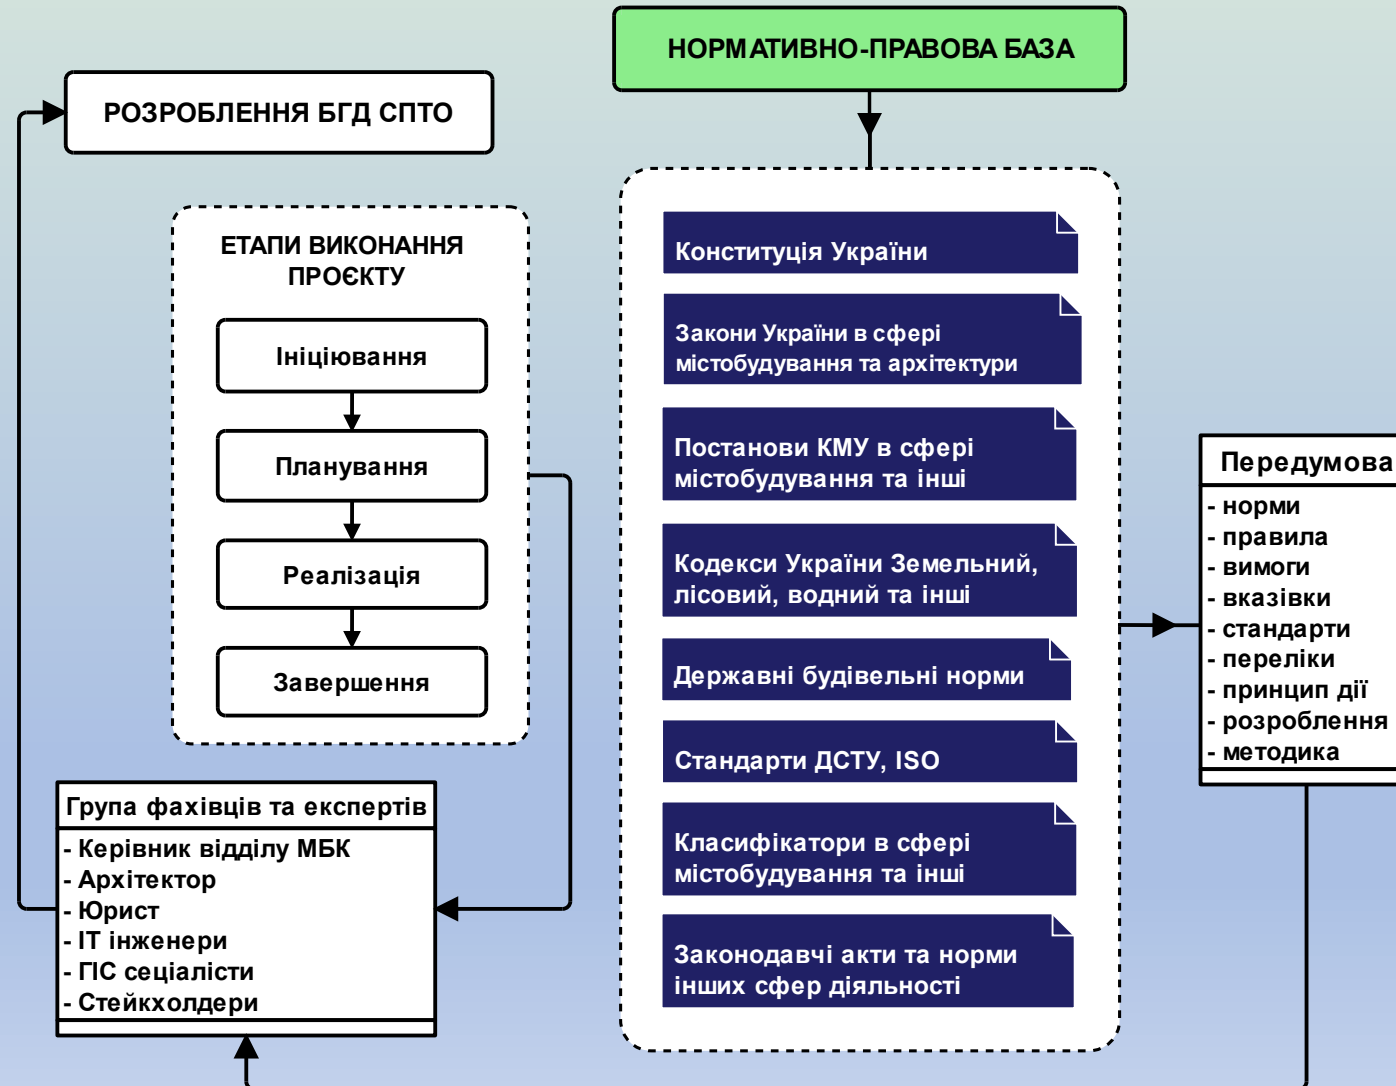 НОРМАТИВНО-ПРАВОВА БАЗА
РОЗРОБЛЕННЯ БГД СПТО
ЕТАПИ ВИКОНАННЯ
ПРОЄКТУ
Ініціювання
Планування
Реалізація
Завершення
Група фахівців та експертів
- Керівник відділу МБК
- Архітектор
- Юрист
- ІТ інженери
- ГІС сеціалісти
- Стейкхолдери
Конституція України
Закони України в сфері
містобудування та архітектури
Постанови КМУ в сфері
містобудування та інші
Кодекси України Земельний,
лісовий, водний та інші
Державні будівельні норми
Стандарти ДСТУ, ISO
Класифікатори в сфері
містобудування та інші
Законодавчі акти та норми
інших сфер діяльності
Передумова
- норми
- правила
- вимоги
- вказівки
- стандарти
- переліки
- принцип дії
- розроблення
- методика